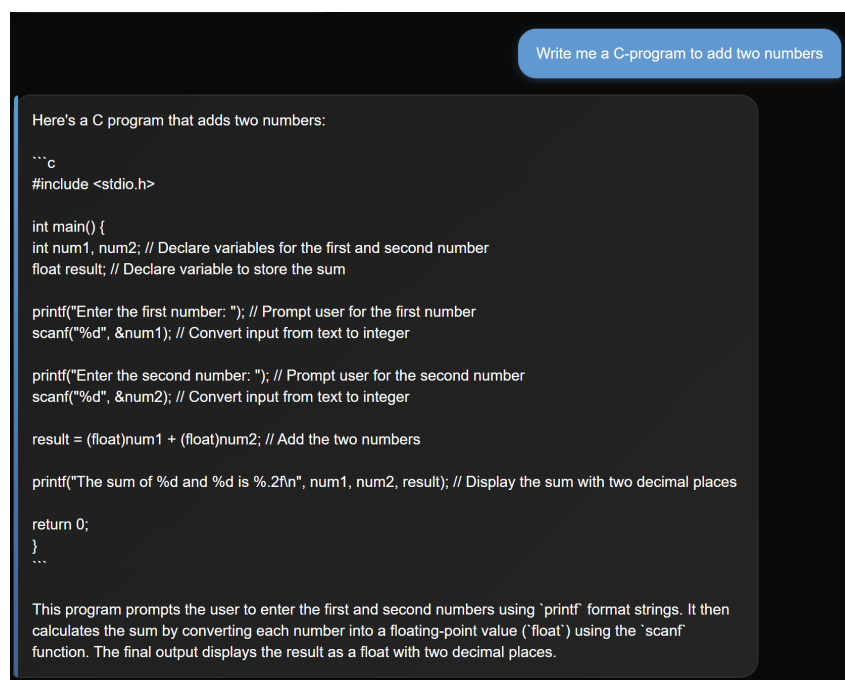 Write me a C-program to add two numbers
Here's a C program that adds two numbers:
```c
#include <stdio.h>
int main() {
int num1, num2; // Declare variables for the first and second number
float result; // Declare variable to store the sum
printf("Enter the first number: "); // Prompt user for the first number
scanf("%d", &num1); // Convert input from text to integer
printf("Enter the second number: "); // Prompt user for the second number
scanf("%d", &num2); // Convert input from text to integer
result = (float)num1 + (float)num2; // Add the two numbers
printf("The sum of %d and %d is %.2f\n", num1, num2, result); // Display the sum with two decimal places
return 0;
}
```
This program prompts the user to enter the first and second numbers using `printf` format strings. It then
calculates the sum by converting each number into a floating-point value (`float`) using the `scanf`
function. The final output displays the result as a float with two decimal places.